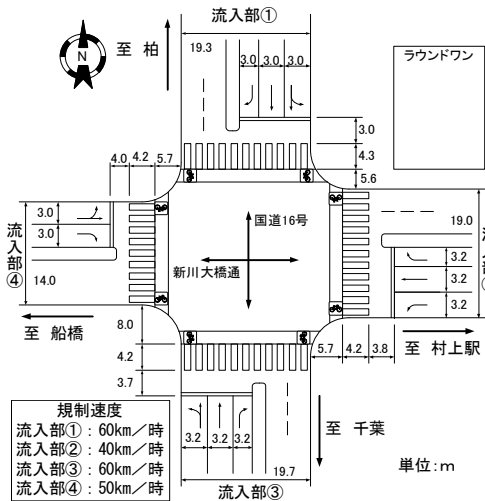 流入部①
至 柏
N
19.3
3.0 3.0 3.0
ラウンドワン
3.0
4.3
5.6
4.0 4.2 5.7
3.0
3.0
流入部④
14.0
国道16号
新川大橋通
19.0
3.2
3.2
3.2
至 船橋
8.0
4.2
3.7
5.7 4.2 3.8
至 村上駅
規制速度
流入部①:60km/時
流入部②:40km/時
流入部③:60km/時
流入部④:50km/時
3.2 3.2 3.2
19.7
流入部③
至 千葉
単位:m